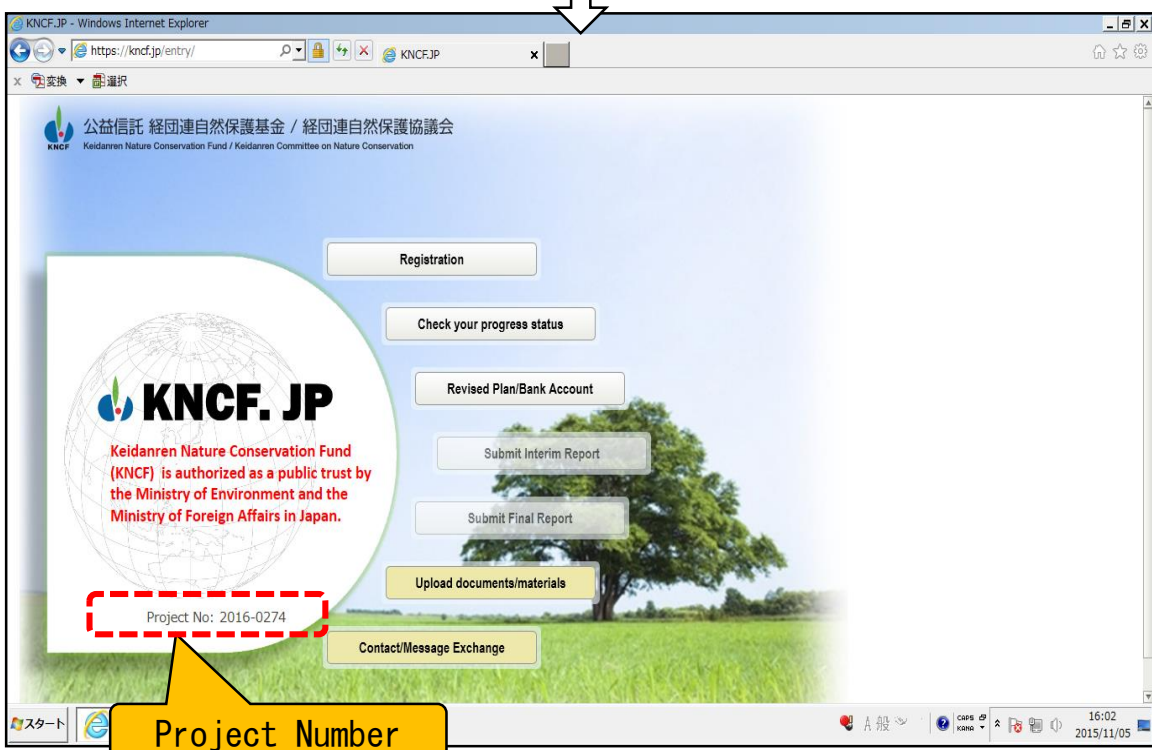 KNCF.JP - Windows Internet Explorer
https://kncf.jp/entry/
KNCF.JP
x 変換 ▼ 選択
公益信託 経団連自然保護基金 / 経団連自然保護協議会
KNCF
Keidanren Nature Conservation Fund / Keidanren Committee on Nature Conservation
Registration
Check your progress status
Revised Plan/Bank Account
KNCF. JP
Keidanren Nature Conservation Fund
(KNCF) is authorized as a public trust by
the Ministry of Environment and the
Ministry of Foreign Affairs in Japan.
Submit Interim Report
Submit Final Report
Upload documents/materials
Project No: 2016-0274
Contact/Message Exchange
Project Number
スタート
A 般
CAPS
KANA
16:02
2015/11/05